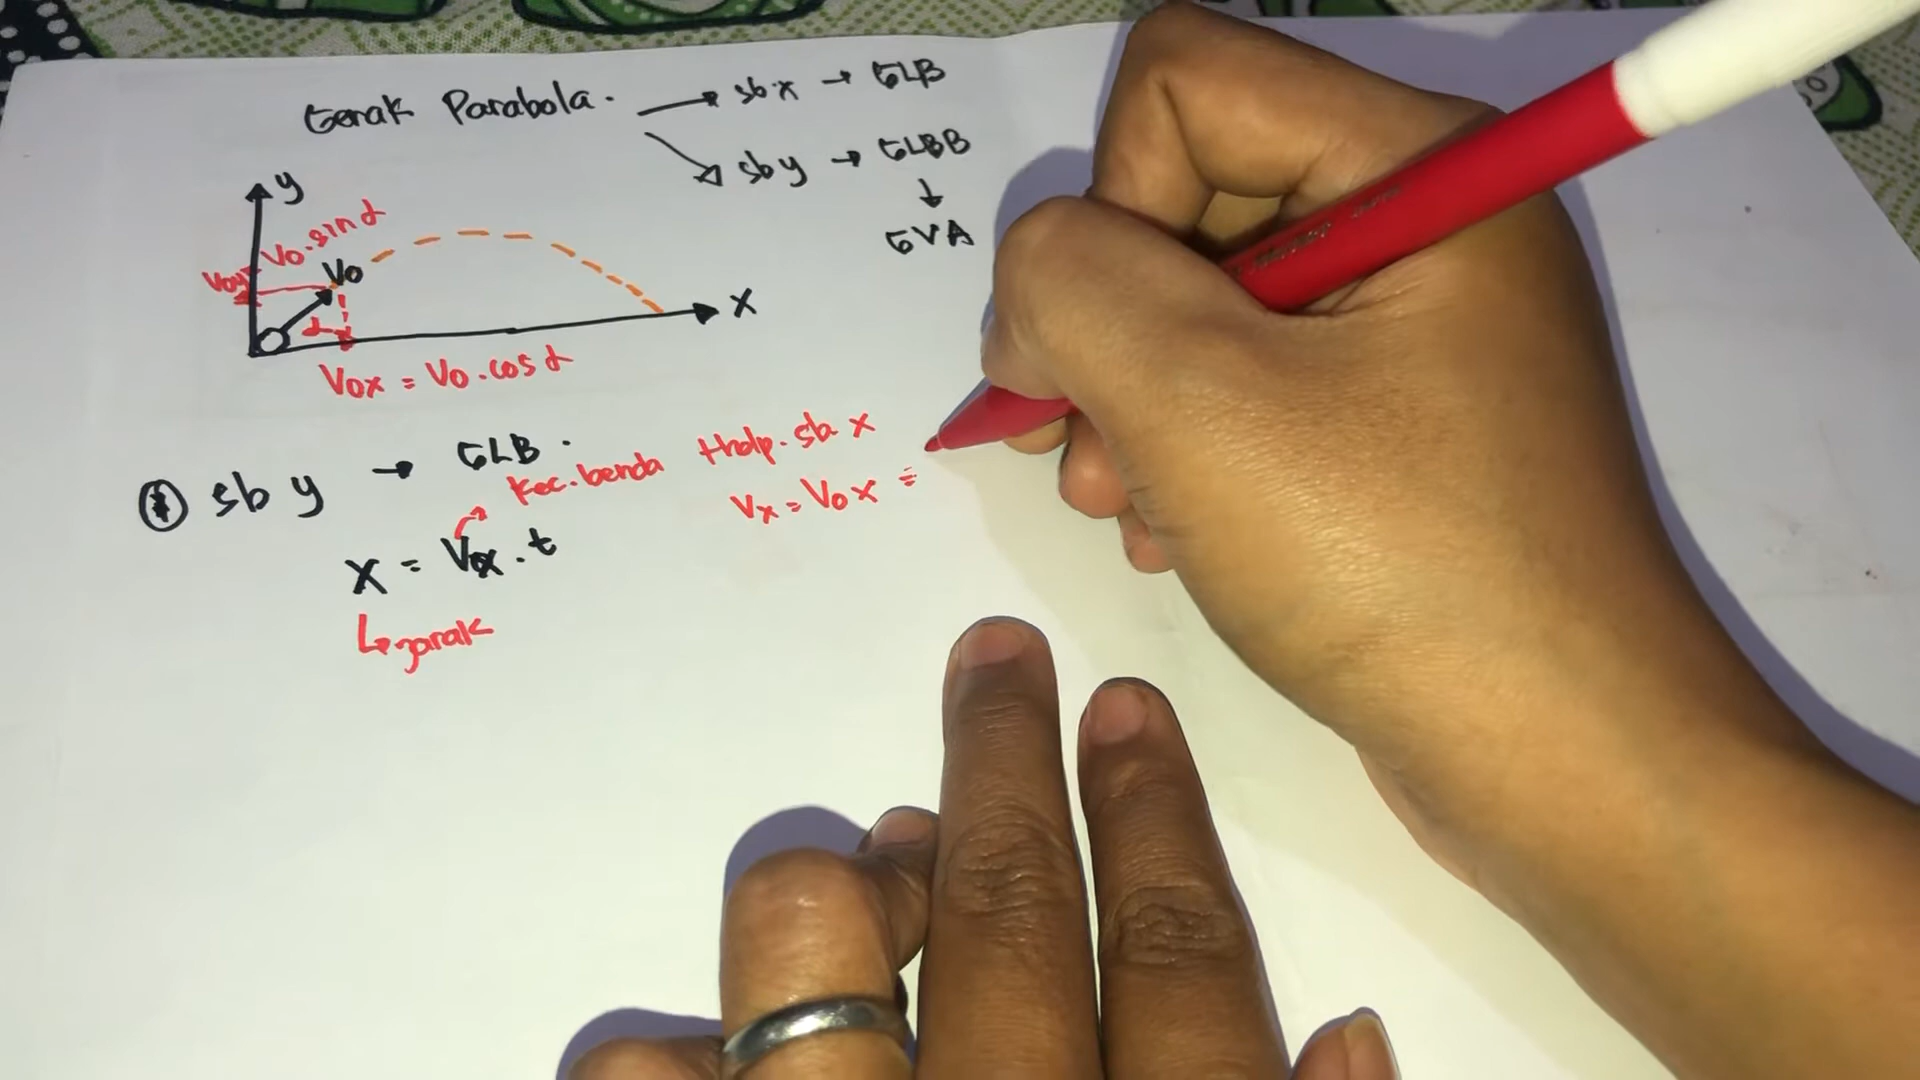 Gerak Parabola. → sb x → GLB
sb y → GLBB
↓
GVA
y
Voy = Vo . sin α
Vo
α
x
Vox = Vo . cos α
sb y → GLB .
kec. benda thdp. sb x
Vx = Vox =
X = Vox . t
↳ jarak